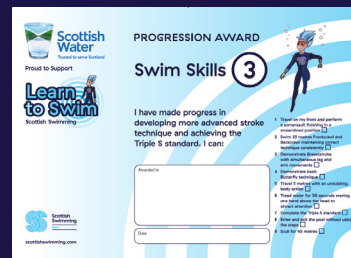 Scottish
Water
Trusted to serve Scotland
Proud to Support
Learn
to Swim
Scottish Swimming
PROGRESSION AWARD
Swim Skills 3
I have made progress in
developing more advanced stroke
technique and achieving the
Triple S standard. I can:
Awarded to
Date
1 Travel on my front and perform
a somersault finishing in a
streamlined position
2 Swim 25 metres Frontcrawl and
Backcrawl maintaining correct
technique consistently
3 Demonstrate Breaststroke
with simultaneous leg and
arm movements
4 Demonstrate basic
Butterfly technique
5 Travel 5 metres with an undulating
body action
6 Tread water for 30 seconds waving
one hand above the head to
attract attention
7 Complete the Triple S standard
8 Enter and exit the pool without using
the steps
9 Scull for 10 metres
Scottish
Swimming
scottishswimming.com